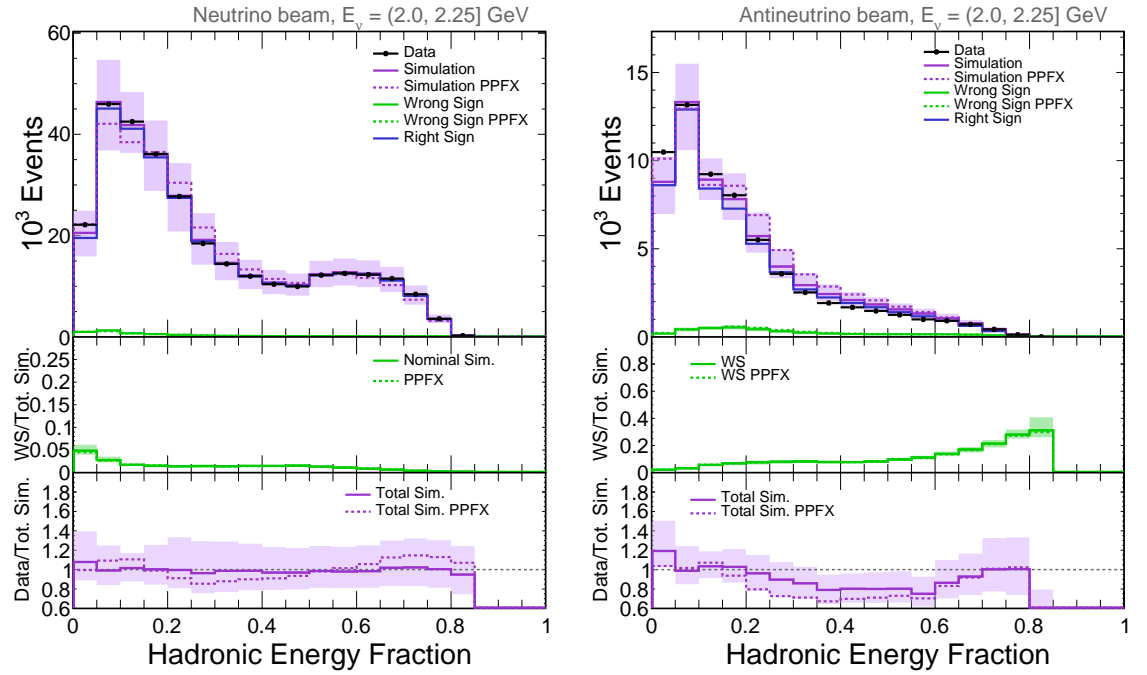 Neutrino beam, E_ν = (2.0, 2.25] GeV
60
40
20
0
10³ Events
Data
Simulation
Simulation PPFX
Wrong Sign
Wrong Sign PPFX
Right Sign
0.25
0.2
0.15
0.1
0.05
0
WS/Tot. Sim.
Nominal Sim.
PPFX
1.8
1.6
1.4
1.2
1
0.8
0.6
Data/Tot. Sim.
Total Sim.
Total Sim. PPFX
0 0.2 0.4 0.6 0.8 1
Hadronic Energy Fraction
Antineutrino beam, E_ν = (2.0, 2.25] GeV
15
10
5
0
10³ Events
Data
Simulation
Simulation PPFX
Wrong Sign
Wrong Sign PPFX
Right Sign
0.8
0.6
0.4
0.2
0
WS/Tot. Sim.
WS
WS PPFX
1.8
1.6
1.4
1.2
1
0.8
0.6
Data/Tot. Sim.
Total Sim.
Total Sim. PPFX
0 0.2 0.4 0.6 0.8 1
Hadronic Energy Fraction